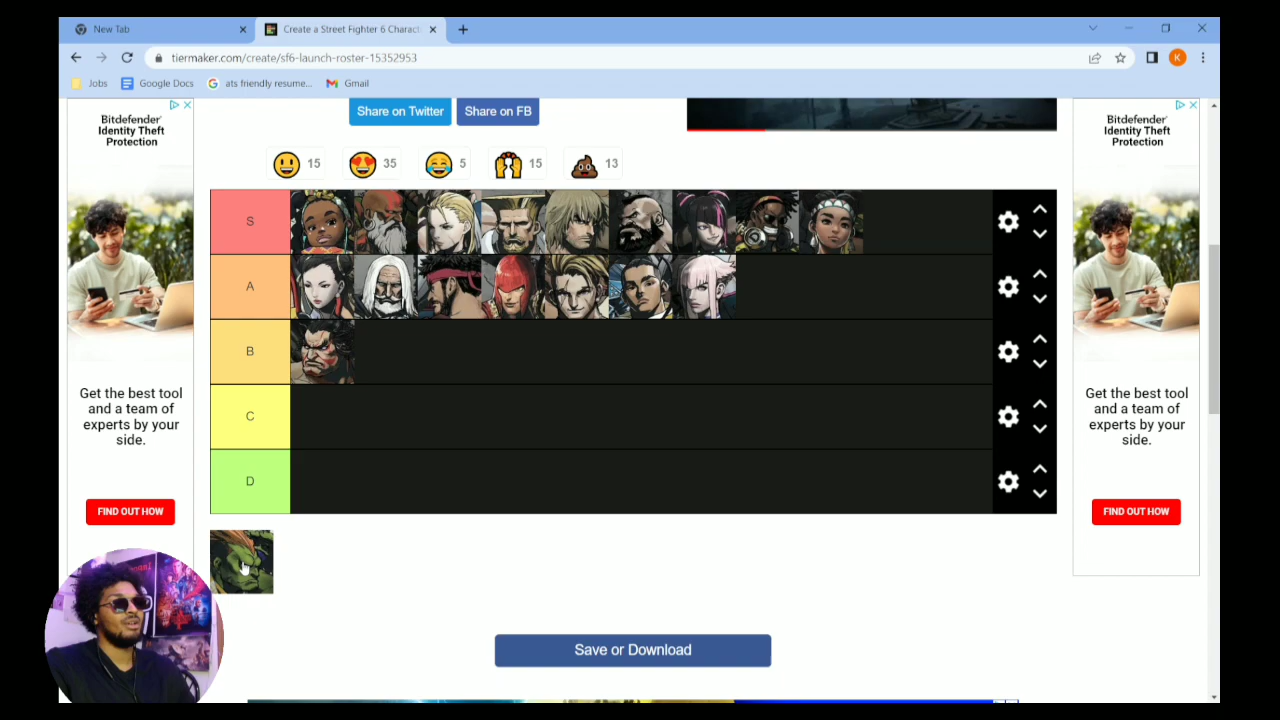 New Tab
Create a Street Fighter 6 Charact
tiermaker.com/create/sf6-launch-roster-15352953
K
Jobs
Google Docs
ats friendly resume...
Gmail
Bitdefender
Identity Theft
Protection
Get the best tool
and a team of
experts by your
side.
FIND OUT HOW
Share on Twitter
Share on FB
15
35
5
15
13
S
A
B
C
D
Save or Download
Bitdefender
Identity Theft
Protection
Get the best tool
and a team of
experts by your
side.
FIND OUT HOW